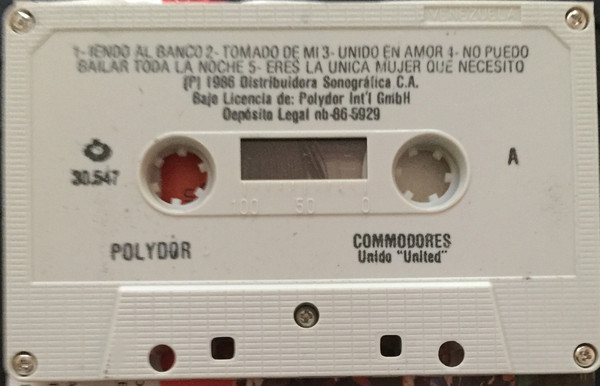 VENEZUELA
1- IENDO AL BANCO 2- TOMADO DE MI 3- UNIDO EN AMOR 4- NO PUEDO
BAILAR TODA LA NOCHE 5- ERES LA UNICA MUJER QUE NECESITO
(P) 1986 Distribuidora Sonográfica C.A.
Bajo Licencia de: Polydor Int'l GmbH
Depósito Legal nb-86-5929
A
30.547
100 50 0
POLYDOR
COMMODORES
Unido "United"